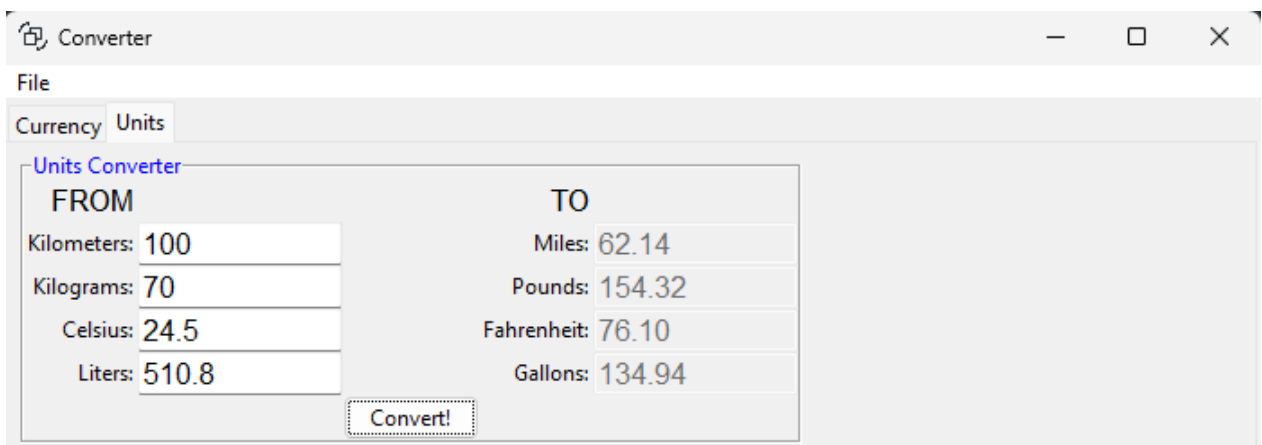 Converter
File
Currency Units
Units Converter
FROM TO
Kilometers: 100 Miles: 62.14
Kilograms: 70 Pounds: 154.32
Celsius: 24.5 Fahrenheit: 76.10
Liters: 510.8 Gallons: 134.94
Convert!